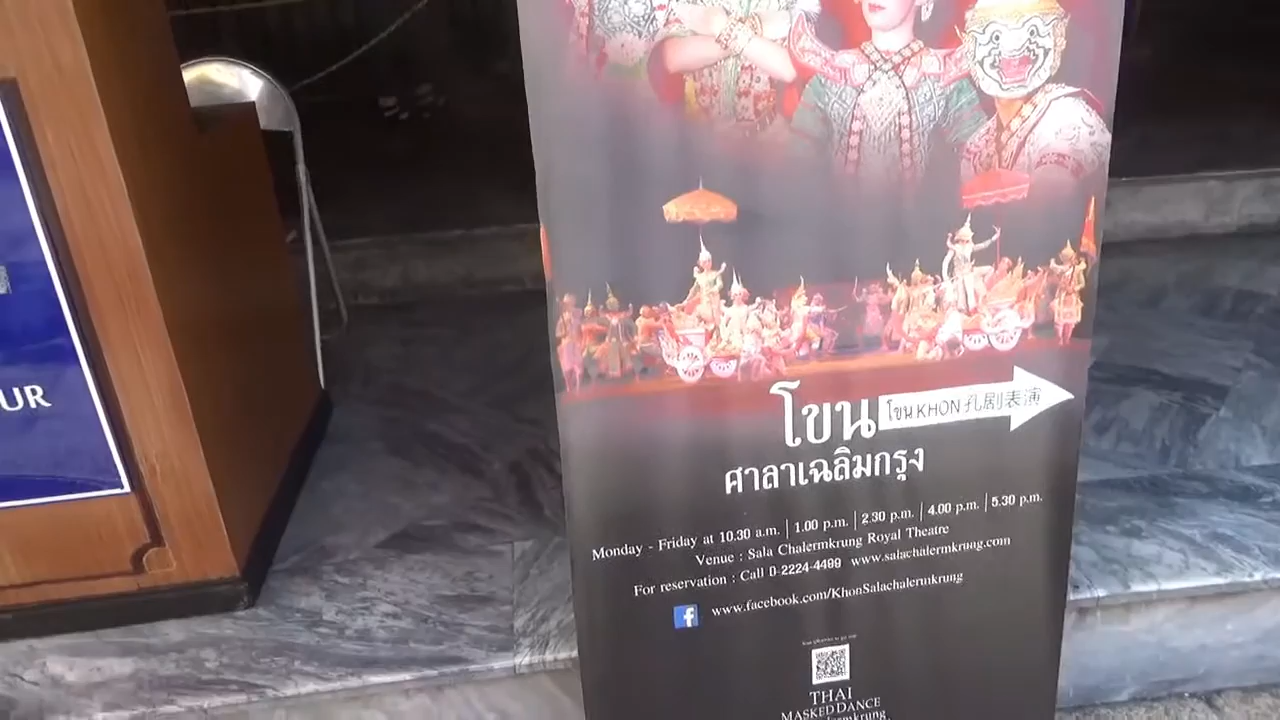 UR
โขน
โขน KHON 孔剧表演
ศาลาเฉลิมกรุง
Monday - Friday at 10.30 a.m. | 1.00 p.m. | 2.30 p.m. | 4.00 p.m. | 5.30 p.m.
Venue : Sala Chalermkrung Royal Theatre
For reservation : Call 0-2224-4499 www.salachalermkrung.com
www.facebook.com/KhonSalachalermkrung
THAI
MASKED DANCE